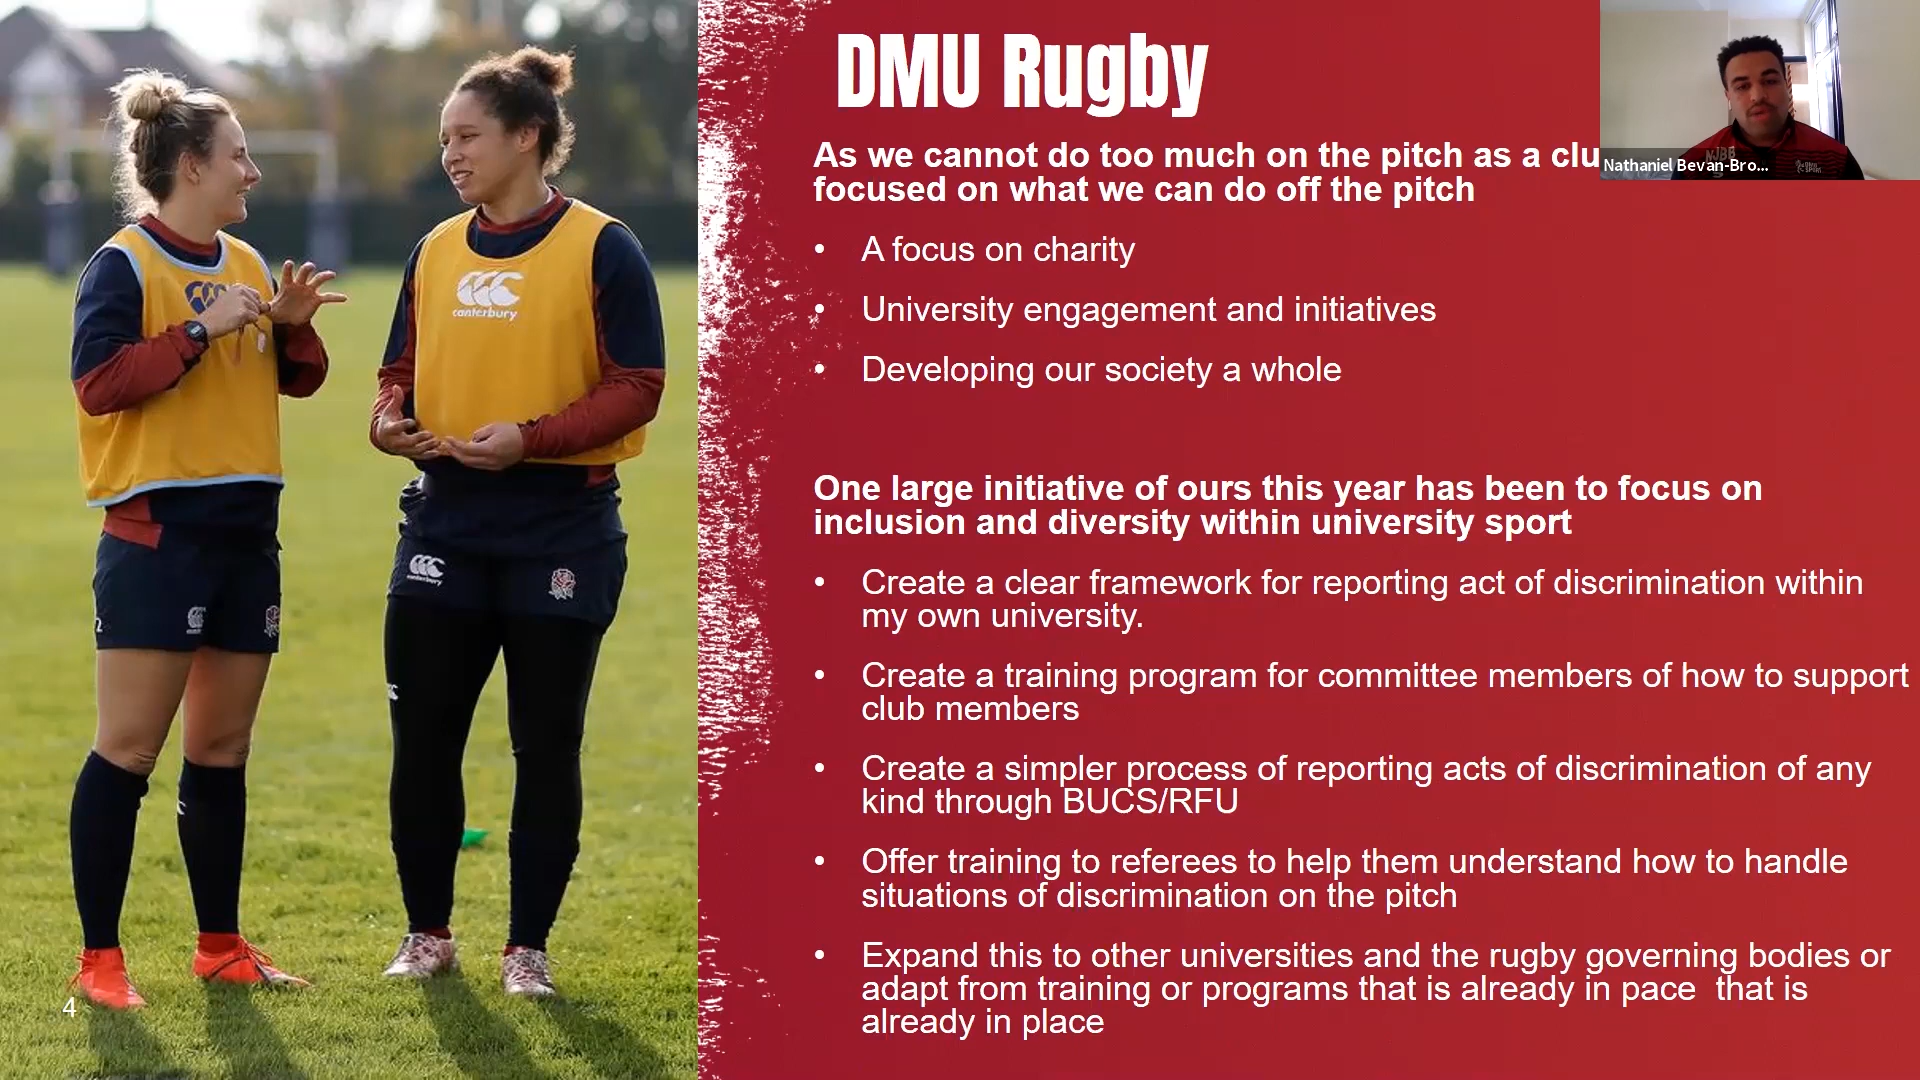 DMU Rugby
As we cannot do too much on the pitch as a clu
focused on what we can do off the pitch
• A focus on charity
• University engagement and initiatives
• Developing our society a whole
One large initiative of ours this year has been to focus on
inclusion and diversity within university sport
• Create a clear framework for reporting act of discrimination within
my own university.
• Create a training program for committee members of how to support
club members
• Create a simpler process of reporting acts of discrimination of any
kind through BUCS/RFU
• Offer training to referees to help them understand how to handle
situations of discrimination on the pitch
• Expand this to other universities and the rugby governing bodies or
adapt from training or programs that is already in pace  that is
already in place
Nathaniel Bevan-Bro...
NJBB
canterbury
canterbury
2
4